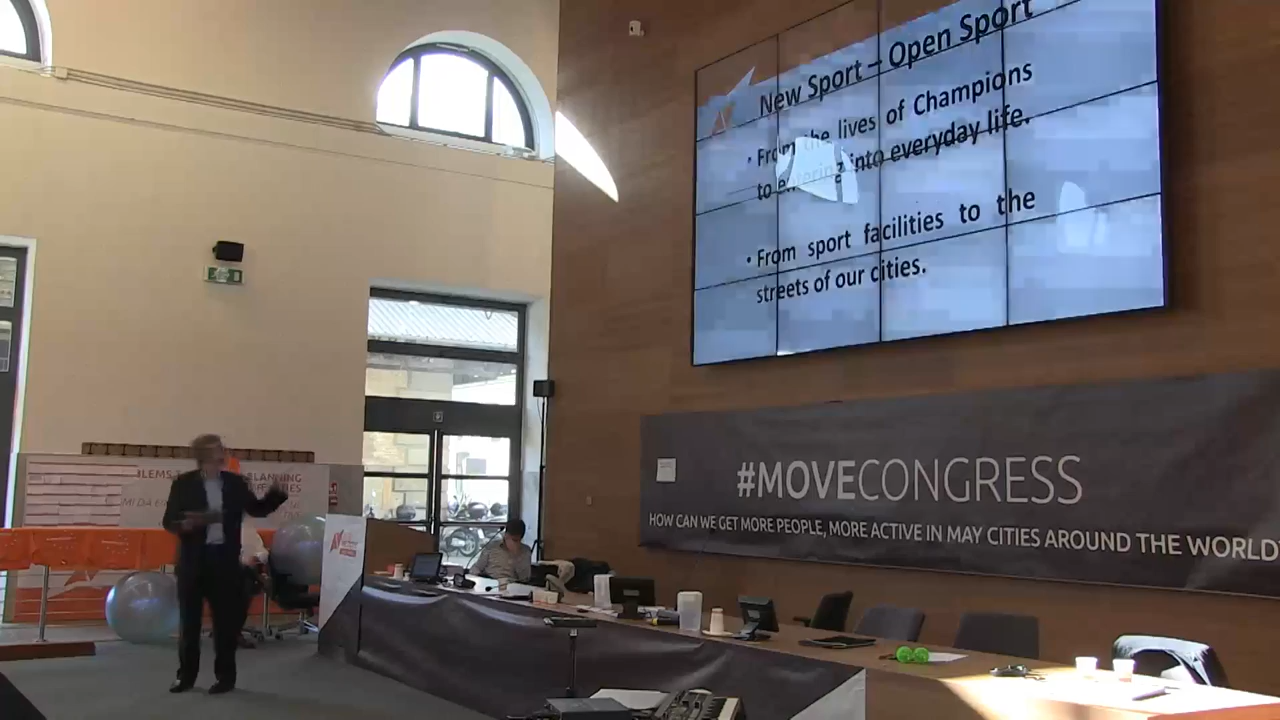 New Sport – Open Sport
• From the lives of Champions
to entering into everyday life.
• From sport facilities to the
streets of our cities.
#MOVECONGRESS
HOW CAN WE GET MORE PEOPLE, MORE ACTIVE IN MAY CITIES AROUND THE WORLD